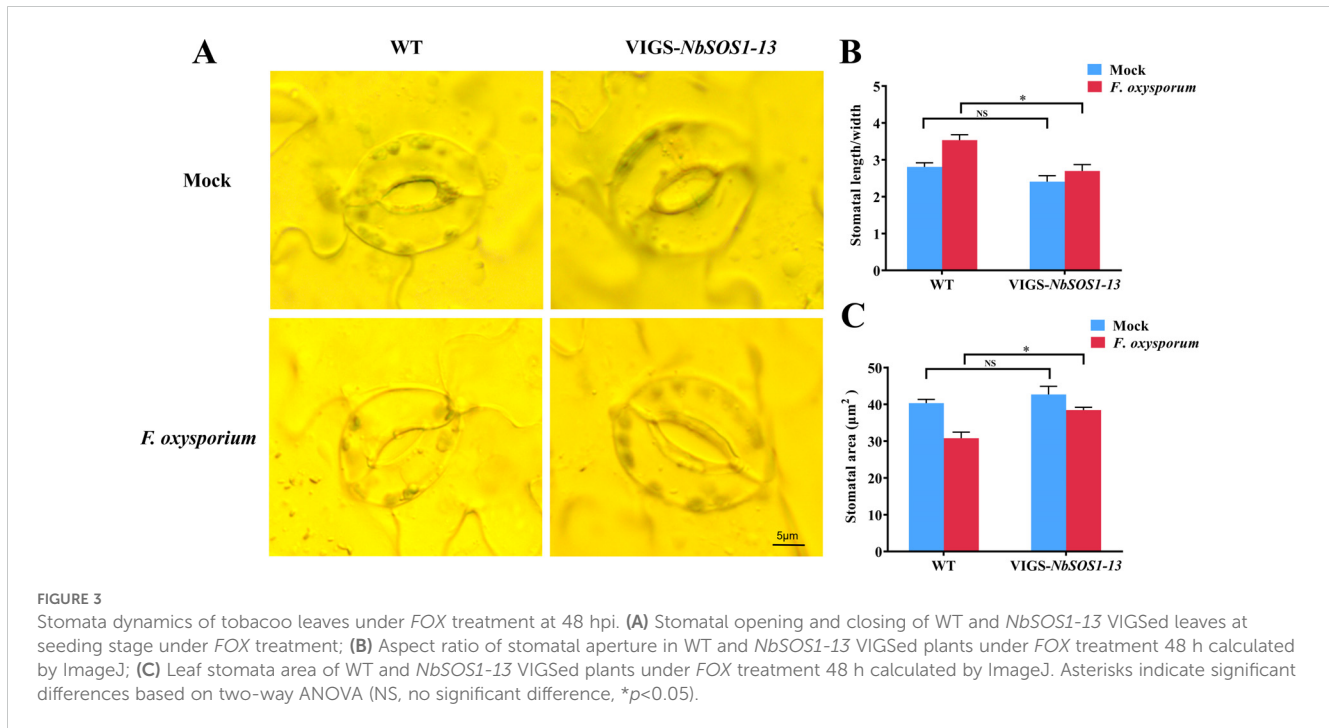 A
WT
VIGS-NbSOS1-13
Mock
F. oxysporium
5µm
B
Mock
F. oxysporum
Stomatal length/width
5
4
3
2
1
0
*
NS
WT
VIGS-NbSOS1-13
C
Mock
F. oxysporum
Stomatal area (µm²)
50
40
30
20
10
0
*
NS
WT
VIGS-NbSOS1-13
FIGURE 3
Stomata dynamics of tobacoo leaves under FOX treatment at 48 hpi. (A) Stomatal opening and closing of WT and NbSOS1-13 VIGSed leaves at
seeding stage under FOX treatment; (B) Aspect ratio of stomatal aperture in WT and NbSOS1-13 VIGSed plants under FOX treatment 48 h calculated
by ImageJ; (C) Leaf stomata area of WT and NbSOS1-13 VIGSed plants under FOX treatment 48 h calculated by ImageJ. Asterisks indicate significant
differences based on two-way ANOVA (NS, no significant difference, *p<0.05).